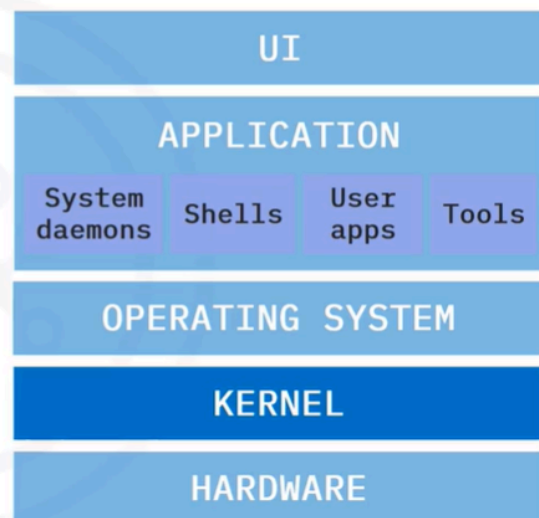 UI
APPLICATION
System daemons
Shells
User apps
Tools
OPERATING SYSTEM
KERNEL
HARDWARE